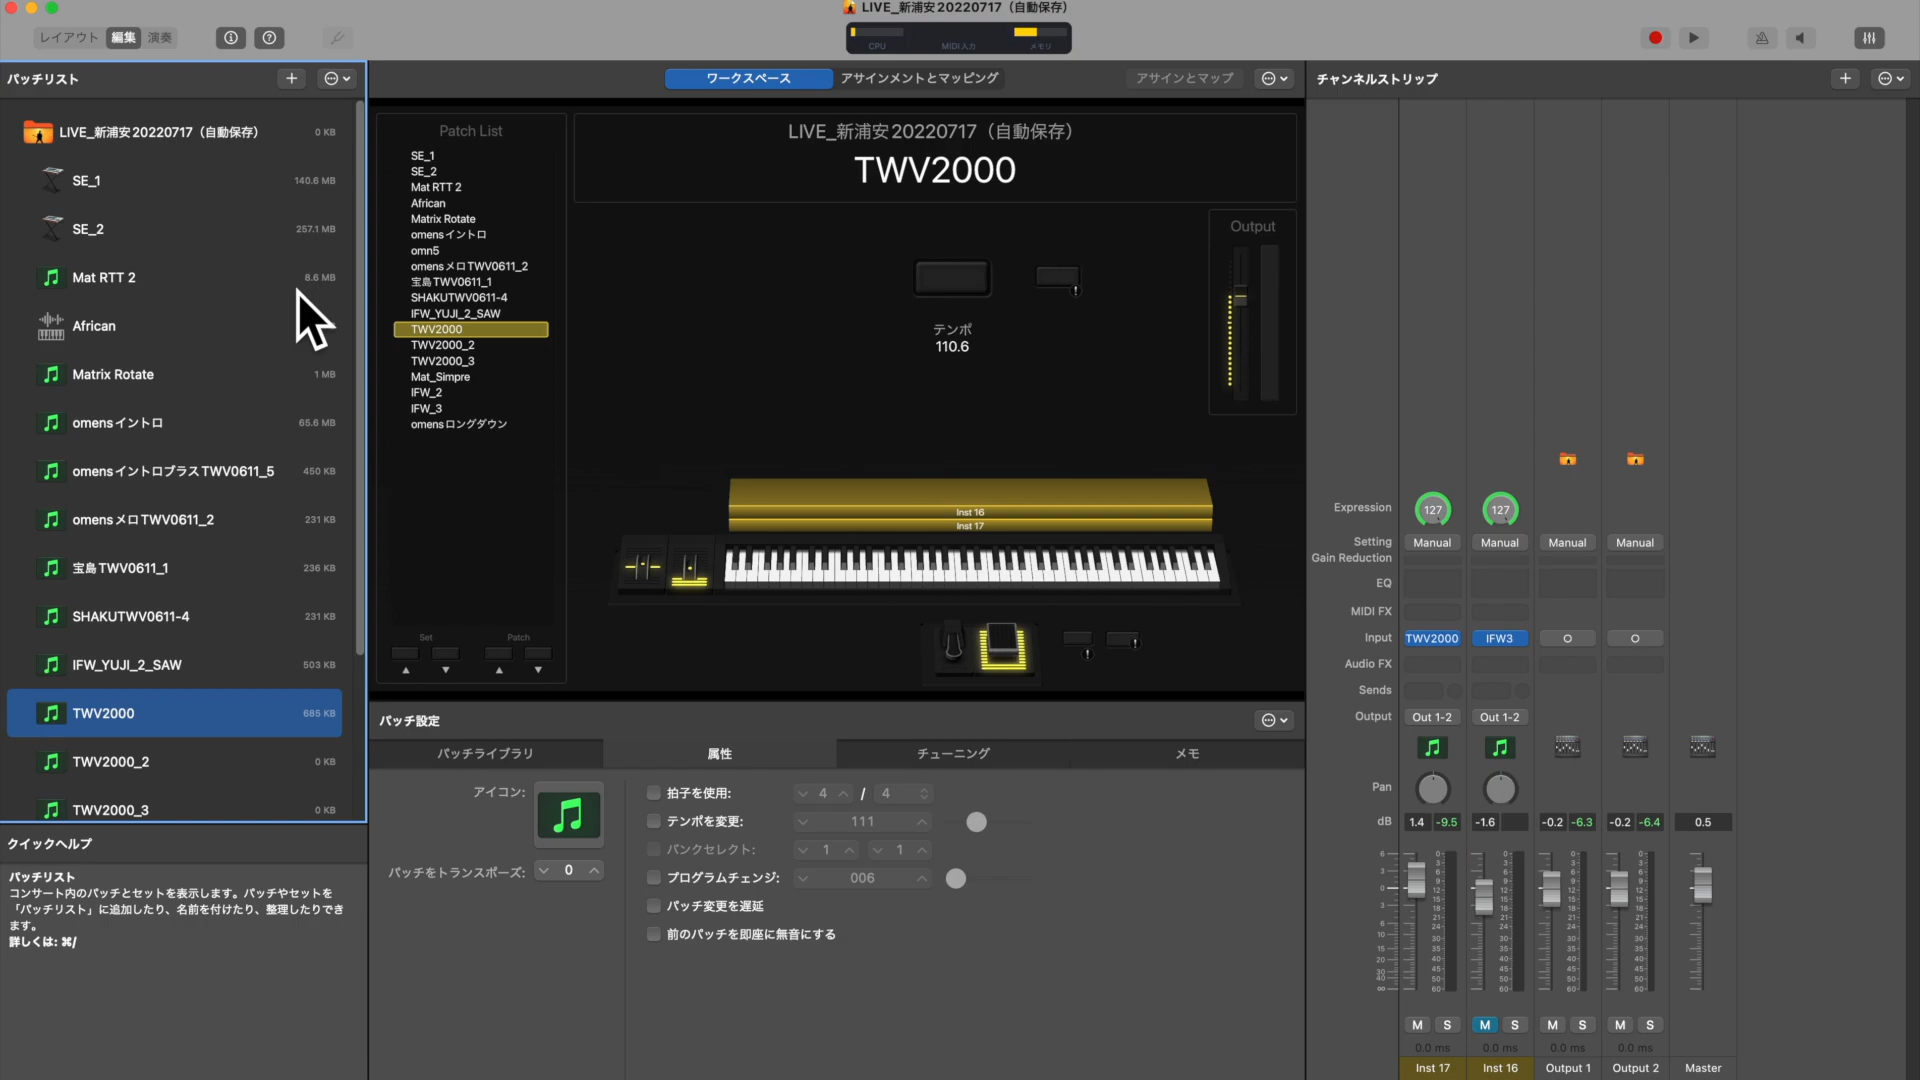 LIVE_新浦安20220717（自動保存）
レイアウト 編集 演奏
CPU MIDI入力 メモリ
パッチリスト
LIVE_新浦安20220717（自動保存） 0 KB
SE_1 140.6 MB
SE_2 257.1 MB
Mat RTT 2 8.6 MB
African
Matrix Rotate 1 MB
omensイントロ 65.6 MB
omensイントロプラスTWV0611_5 450 KB
omensメロTWV0611_2 231 KB
宝島TWV0611_1 236 KB
SHAKUTWV0611-4 231 KB
IFW_YUJI_2_SAW 503 KB
TWV2000 685 KB
TWV2000_2 0 KB
TWV2000_3 0 KB
クイックヘルプ
パッチリスト
コンサート内のパッチとセットを表示します。パッチやセットを
「パッチリスト」に追加したり、名前を付けたり、整理したりでき
ます。
詳しくは: ⌘/
ワークスペース アサインメントとマッピング アサインとマップ
Patch List
SE_1
SE_2
Mat RTT 2
African
Matrix Rotate
omensイントロ
omn5
omensメロTWV0611_2
宝島TWV0611_1
SHAKUTWV0611-4
IFW_YUJI_2_SAW
TWV2000
TWV2000_2
TWV2000_3
Mat_Simpre
IFW_2
IFW_3
omensロングダウン
Set Patch
LIVE_新浦安20220717（自動保存）
TWV2000
Output
テンポ
110.6
Inst 16
Inst 17
パッチ設定
パッチライブラリ 属性 チューニング メモ
アイコン:
パッチをトランスポーズ: 0
拍子を使用: 4 / 4
テンポを変更: 111
バンクセレクト: 1 1
プログラムチェンジ: 006
パッチ変更を遅延
前のパッチを即座に無音にする
チャンネルストリップ
Expression 127 127
Setting Manual Manual Manual Manual
Gain Reduction
EQ
MIDI FX
Input TWV2000 IFW3
Audio FX
Sends
Output Out 1-2 Out 1-2
Pan
dB 1.4 -9.5 -1.6 -0.2 -6.3 -0.2 -6.4 0.5
M S M S M S M S
0.0 ms 0.0 ms 0.0 ms 0.0 ms
Inst 17 Inst 16 Output 1 Output 2 Master